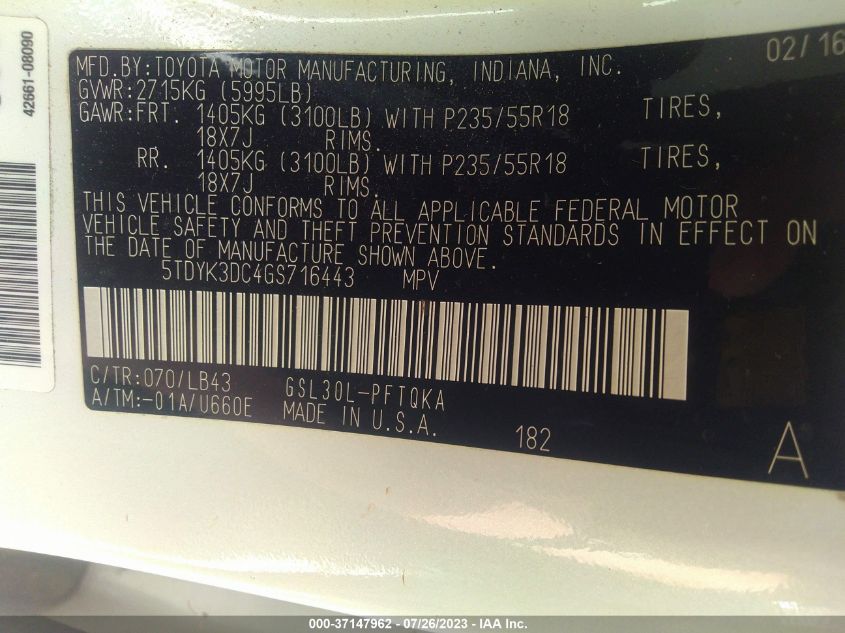 42661-08090
02/16
MFD.BY:TOYOTA MOTOR MANUFACTURING, INDIANA, INC.
GVWR:2715KG (5995LB)
GAWR:FRT. 1405KG (3100LB) WITH P235/55R18 TIRES,
18X7J RIMS.
RR. 1405KG (3100LB) WITH P235/55R18 TIRES,
18X7J RIMS.
THIS VEHICLE CONFORMS TO ALL APPLICABLE FEDERAL MOTOR
VEHICLE SAFETY AND THEFT PREVENTION STANDARDS IN EFFECT ON
THE DATE OF MANUFACTURE SHOWN ABOVE.
5TDYK3DC4GS716443 MPV
C/TR:070/LB43 GSL30L-PFTQKA
A/TM:-01A/U660E MADE IN U.S.A.
182
A
000-37147962 - 07/26/2023 - IAA Inc.